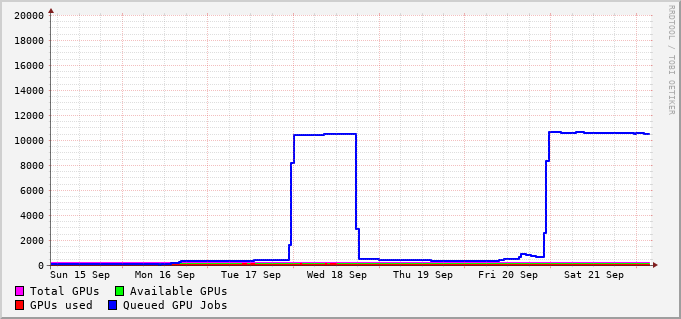 20000
18000
16000
14000
12000
10000
8000
6000
4000
2000
0
Sun 15 Sep Mon 16 Sep Tue 17 Sep Wed 18 Sep Thu 19 Sep Fri 20 Sep Sat 21 Sep
Total GPUs Available GPUs
GPUs used Queued GPU Jobs
RRDTOOL / TOBI OETIKER